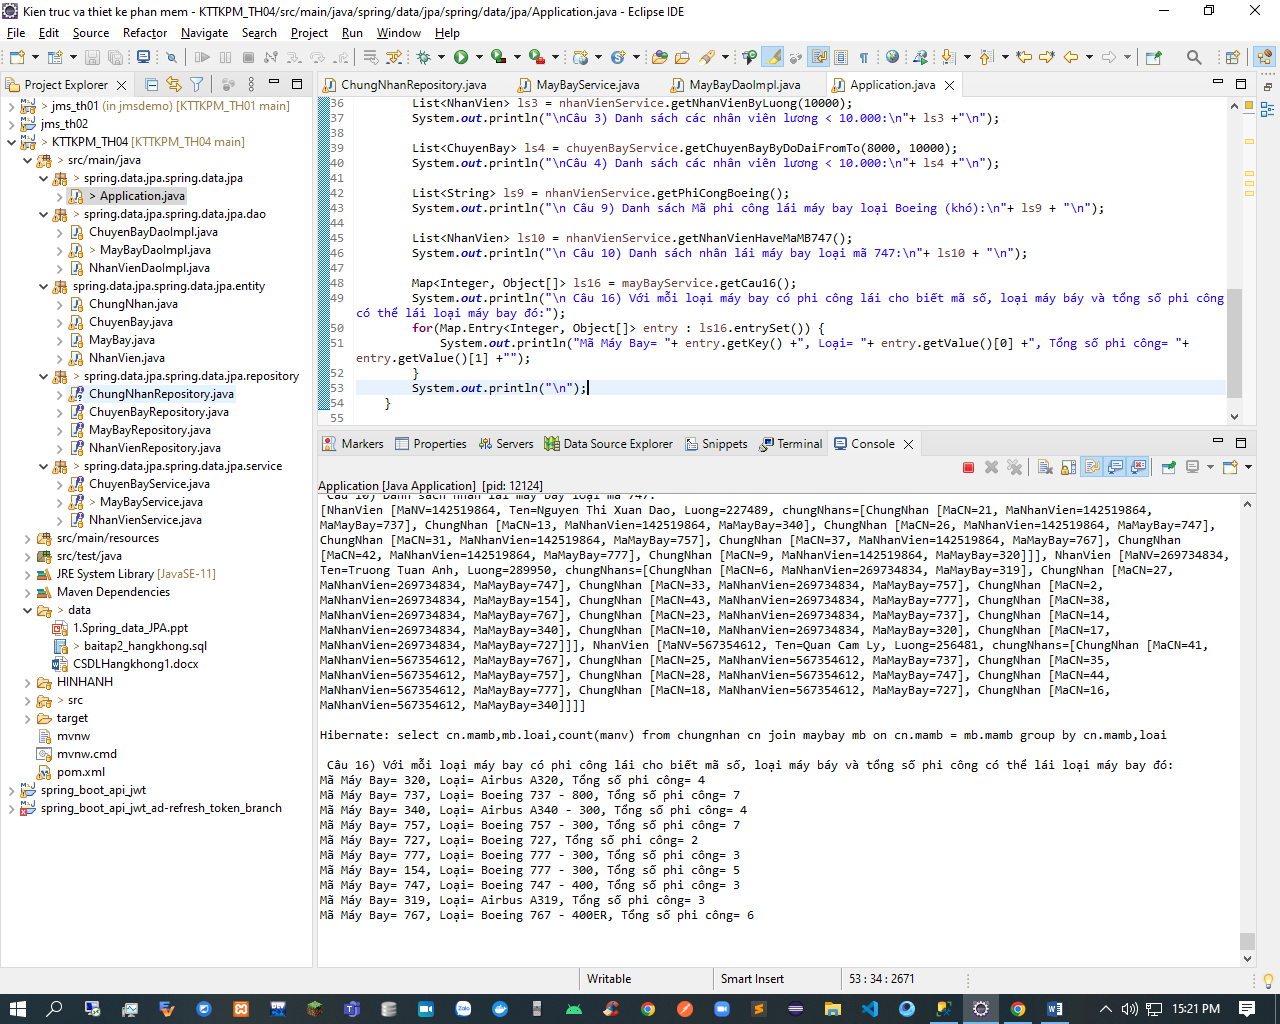 Kien truc va thiet ke phan mem - KTTKPM_TH04/src/main/java/spring/data/jpa/spring/data/jpa/Application.java - Eclipse IDE
File Edit Source Refactor Navigate Search Project Run Window Help
Project Explorer
> jms_th01 (in jmsdemo) [KTTKPM_TH01 main]
jms_th02
> KTTKPM_TH04 [KTTKPM_TH04 main]
> src/main/java
> spring.data.jpa.spring.data.jpa
> Application.java
> spring.data.jpa.spring.data.jpa.dao
ChuyenBayDaoImpl.java
> MayBayDaoImpl.java
NhanVienDaoImpl.java
spring.data.jpa.spring.data.jpa.entity
ChungNhan.java
ChuyenBay.java
MayBay.java
NhanVien.java
> spring.data.jpa.spring.data.jpa.repository
ChungNhanRepository.java
ChuyenBayRepository.java
MayBayRepository.java
NhanVienRepository.java
> spring.data.jpa.spring.data.jpa.service
ChuyenBayService.java
> MayBayService.java
NhanVienService.java
src/main/resources
src/test/java
JRE System Library [JavaSE-11]
Maven Dependencies
> data
1.Spring_data_JPA.ppt
> baitap2_hangkhong.sql
CSDLHangkhong1.docx
HINHANH
> src
target
mvnw
mvnw.cmd
pom.xml
spring_boot_api_jwt
spring_boot_api_jwt_ad-refresh_token_branch
ChungNhanRepository.java MayBayService.java MayBayDaoImpl.java Application.java
36 List<NhanVien> ls3 = nhanVienService.getNhanVienByLuong(10000);
37 System.out.println("\nCâu 3) Danh sách các nhân viên lương < 10.000:\n"+ ls3 +"\n");
38
39 List<ChuyenBay> ls4 = chuyenBayService.getChuyenBayByDoDaiFromTo(8000, 10000);
40 System.out.println("\nCâu 4) Danh sách các nhân viên lương < 10.000:\n"+ ls4 +"\n");
41
42 List<String> ls9 = nhanVienService.getPhiCongBoeing();
43 System.out.println("\n Câu 9) Danh sách Mã phi công lái máy bay loại Boeing (khó):\n"+ ls9 + "\n");
44
45 List<NhanVien> ls10 = nhanVienService.getNhanVienHaveMaMB747();
46 System.out.println("\n Câu 10) Danh sách nhân lái máy bay loại mã 747:\n"+ ls10 + "\n");
47
48 Map<Integer, Object[]> ls16 = mayBayService.getCau16();
49 System.out.println("\n Câu 16) Với mỗi loại máy bay có phi công lái cho biết mã số, loại máy báy và tổng số phi công
có thể lái loại máy bay đó:");
50 for(Map.Entry<Integer, Object[]> entry : ls16.entrySet()) {
51 System.out.println("Mã Máy Bay= "+ entry.getKey() +", Loại= "+ entry.getValue()[0] +", Tổng số phi công= "+
entry.getValue()[1] +"");
52 }
53 System.out.println("\n");
54 }
55
Markers Properties Servers Data Source Explorer Snippets Terminal Console
Application [Java Application] [pid: 12124]
Câu 10) Danh sách nhân lái máy bay loại mã 747:
[NhanVien [MaNV=142519864, Ten=Nguyen Thi Xuan Dao, Luong=227489, chungNhans=[ChungNhan [MaCN=21, MaNhanVien=142519864,
MaMayBay=737], ChungNhan [MaCN=13, MaNhanVien=142519864, MaMayBay=340], ChungNhan [MaCN=26, MaNhanVien=142519864, MaMayBay=747],
ChungNhan [MaCN=31, MaNhanVien=142519864, MaMayBay=757], ChungNhan [MaCN=37, MaNhanVien=142519864, MaMayBay=767], ChungNhan
[MaCN=42, MaNhanVien=142519864, MaMayBay=777], ChungNhan [MaCN=9, MaNhanVien=142519864, MaMayBay=320]]], NhanVien [MaNV=269734834,
Ten=Truong Tuan Anh, Luong=289950, chungNhans=[ChungNhan [MaCN=6, MaNhanVien=269734834, MaMayBay=319], ChungNhan [MaCN=27,
MaNhanVien=269734834, MaMayBay=747], ChungNhan [MaCN=33, MaNhanVien=269734834, MaMayBay=757], ChungNhan [MaCN=2,
MaNhanVien=269734834, MaMayBay=154], ChungNhan [MaCN=43, MaNhanVien=269734834, MaMayBay=777], ChungNhan [MaCN=38,
MaNhanVien=269734834, MaMayBay=767], ChungNhan [MaCN=23, MaNhanVien=269734834, MaMayBay=737], ChungNhan [MaCN=14,
MaNhanVien=269734834, MaMayBay=340], ChungNhan [MaCN=10, MaNhanVien=269734834, MaMayBay=320], ChungNhan [MaCN=17,
MaNhanVien=269734834, MaMayBay=727]]], NhanVien [MaNV=567354612, Ten=Quan Cam Ly, Luong=256481, chungNhans=[ChungNhan [MaCN=41,
MaNhanVien=567354612, MaMayBay=767], ChungNhan [MaCN=25, MaNhanVien=567354612, MaMayBay=737], ChungNhan [MaCN=35,
MaNhanVien=567354612, MaMayBay=757], ChungNhan [MaCN=28, MaNhanVien=567354612, MaMayBay=747], ChungNhan [MaCN=44,
MaNhanVien=567354612, MaMayBay=777], ChungNhan [MaCN=18, MaNhanVien=567354612, MaMayBay=727], ChungNhan [MaCN=16,
MaNhanVien=567354612, MaMayBay=340]]]]
Hibernate: select cn.mamb,mb.loai,count(manv) from chungnhan cn join maybay mb on cn.mamb = mb.mamb group by cn.mamb,loai
Câu 16) Với mỗi loại máy bay có phi công lái cho biết mã số, loại máy báy và tổng số phi công có thể lái loại máy bay đó:
Mã Máy Bay= 320, Loại= Airbus A320, Tổng số phi công= 4
Mã Máy Bay= 737, Loại= Boeing 737 - 800, Tổng số phi công= 7
Mã Máy Bay= 340, Loại= Airbus A340 - 300, Tổng số phi công= 4
Mã Máy Bay= 757, Loại= Boeing 757 - 300, Tổng số phi công= 7
Mã Máy Bay= 727, Loại= Boeing 727, Tổng số phi công= 2
Mã Máy Bay= 777, Loại= Boeing 777 - 300, Tổng số phi công= 3
Mã Máy Bay= 154, Loại= Boeing 777 - 300, Tổng số phi công= 5
Mã Máy Bay= 747, Loại= Boeing 747 - 400, Tổng số phi công= 3
Mã Máy Bay= 319, Loại= Airbus A319, Tổng số phi công= 3
Mã Máy Bay= 767, Loại= Boeing 767 - 400ER, Tổng số phi công= 6
Writable Smart Insert 53 : 34 : 2671
15:21 PM